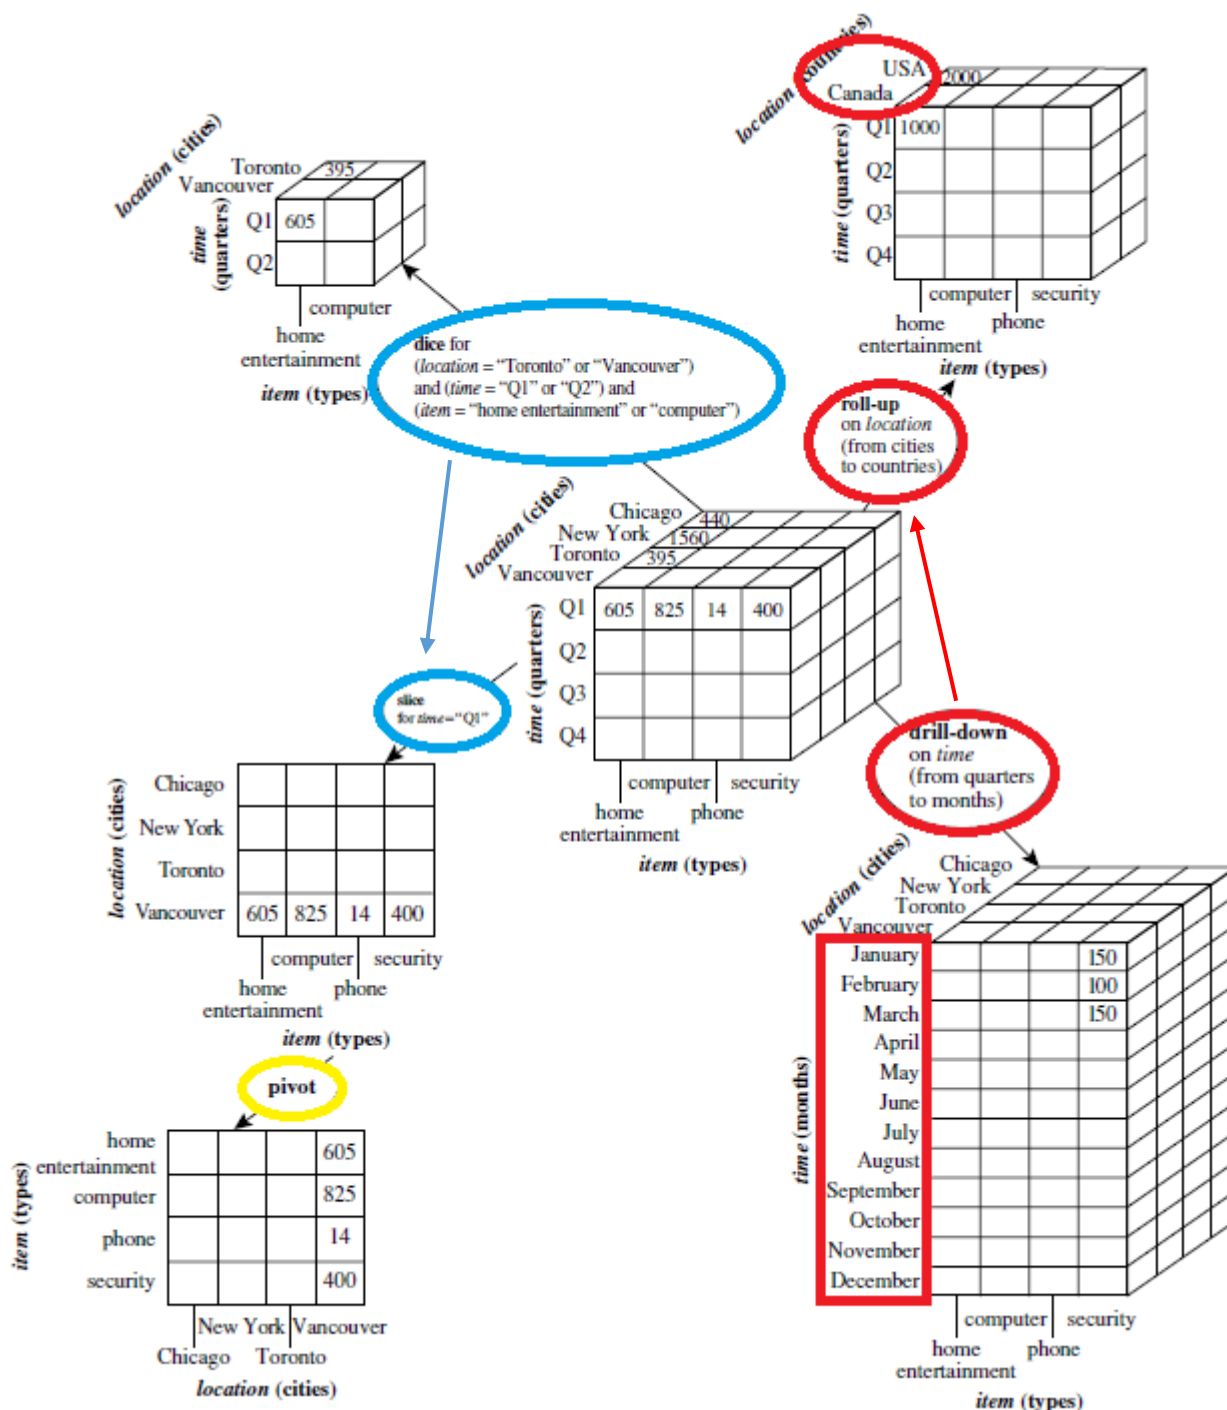 location (countries)
USA
2000
Canada
time (quarters)
Q1 1000
Q2
Q3
Q4
computer security
home phone
entertainment
item (types)
location (cities)
Toronto 395
Vancouver
time
(quarters)
Q1 605
Q2
computer
home
entertainment
item (types)
dice for
(location = “Toronto” or “Vancouver”)
and (time = “Q1” or “Q2”) and
(item = “home entertainment” or “computer”)
roll-up
on location
(from cities
to countries)
location (cities)
Chicago 440
New York 1560
Toronto 395
Vancouver
time (quarters)
Q1 605 825 14 400
Q2
Q3
Q4
computer security
home phone
entertainment
item (types)
slice
for time=“Q1”
drill-down
on time
(from quarters
to months)
location (cities)
Chicago
New York
Toronto
Vancouver 605 825 14 400
computer security
home phone
entertainment
item (types)
pivot
item (types)
home
entertainment 605
computer 825
phone 14
security 400
New York Vancouver
Chicago Toronto
location (cities)
location (cities)
Chicago
New York
Toronto
Vancouver
time (months)
January 150
February 100
March 150
April
May
June
July
August
September
October
November
December
computer security
home phone
entertainment
item (types)